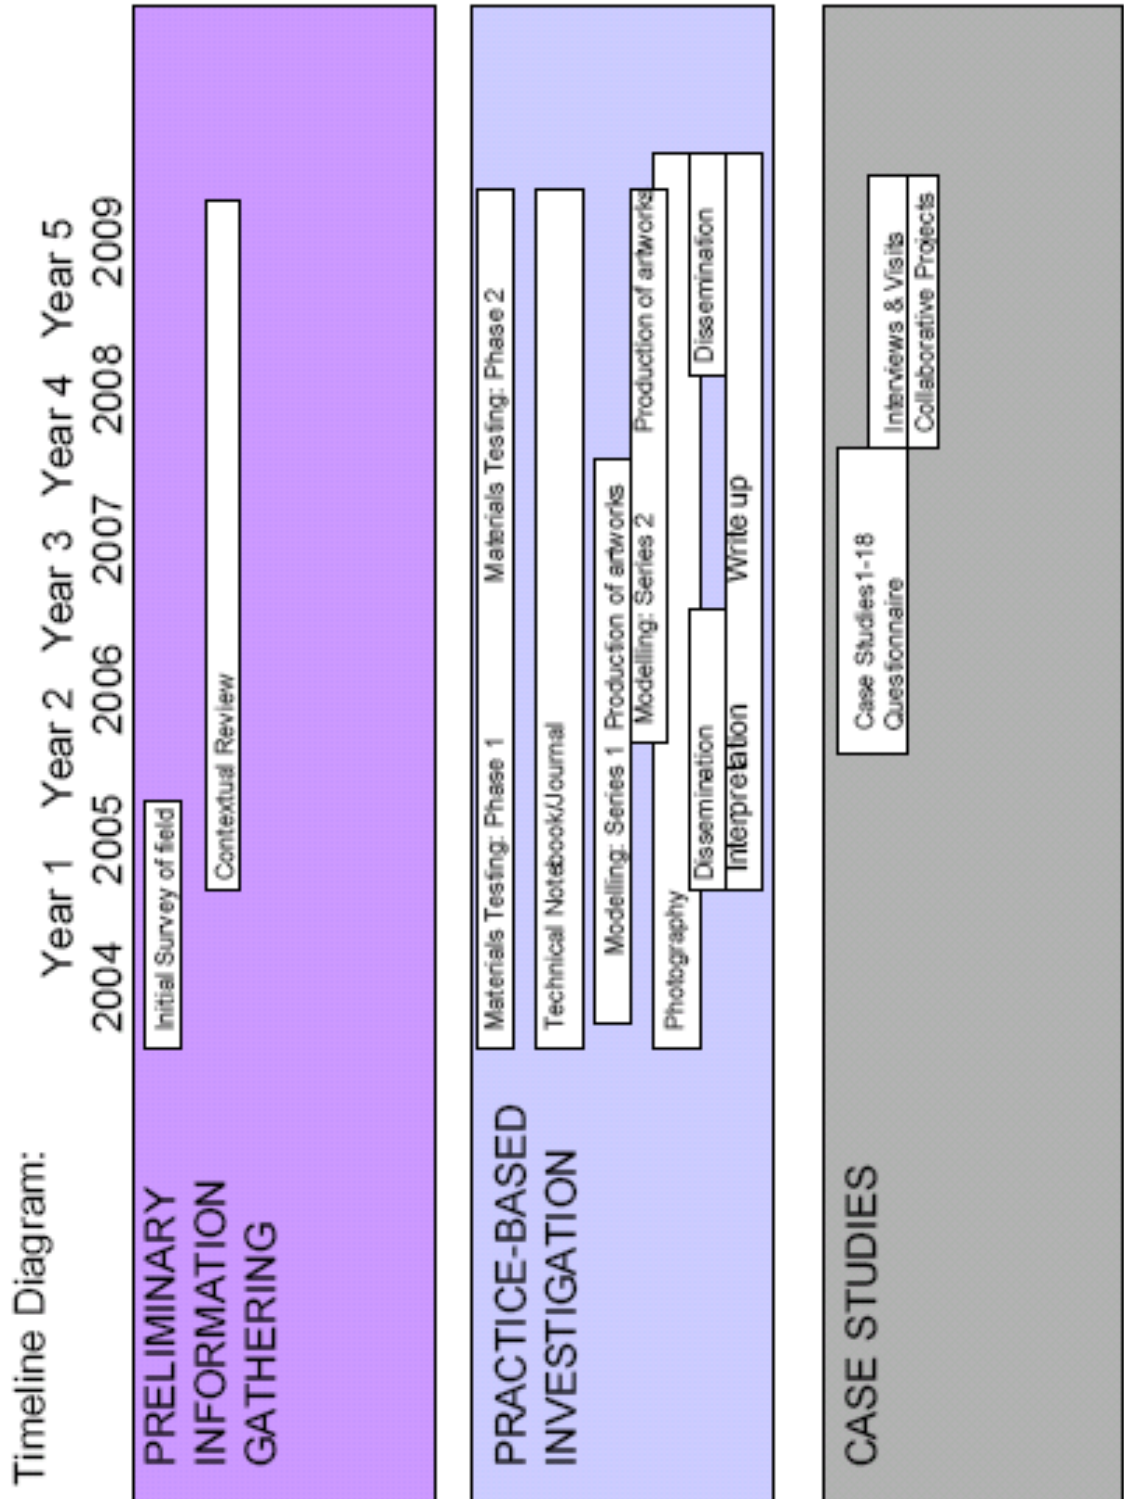 Timeline Diagram:
Year 1 Year 2 Year 3 Year 4 Year 5
2004 2005 2006 2007 2008 2009
PRELIMINARY
INFORMATION
GATHERING
Initial Survey of field
Contextual Review
PRACTICE-BASED
INVESTIGATION
Materials Testing: Phase 1 Materials Testing: Phase 2
Technical Notebook/Journal
Modelling: Series 1 Production of artworks
Modelling: Series 2 Production of artworks
Photography
Dissemination Dissemination
Interpretation Write up
CASE STUDIES
Case Studies1-18
Questionnaire
Interviews & Visits
Collaborative Projects